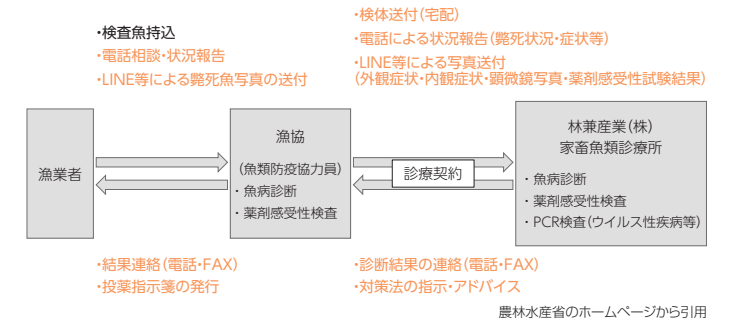 ・検査魚持込
・電話相談・状況報告
・LINE等による斃死魚写真の送付
・検体送付(宅配)
・電話による状況報告(斃死状況・症状等)
・LINE等による写真送付
(外観症状・内観症状・顕微鏡写真・薬剤感受性試験結果)
漁業者
漁協
(魚類防疫協力員)
・魚病診断
・薬剤感受性検査
診療契約
林兼産業(株)
家畜魚類診療所
・魚病診断
・薬剤感受性検査
・PCR検査(ウイルス性疾病等)
・結果連絡(電話・FAX)
・投薬指示箋の発行
・診断結果の連絡(電話・FAX)
・対策法の指示・アドバイス
農林水産省のホームページから引用